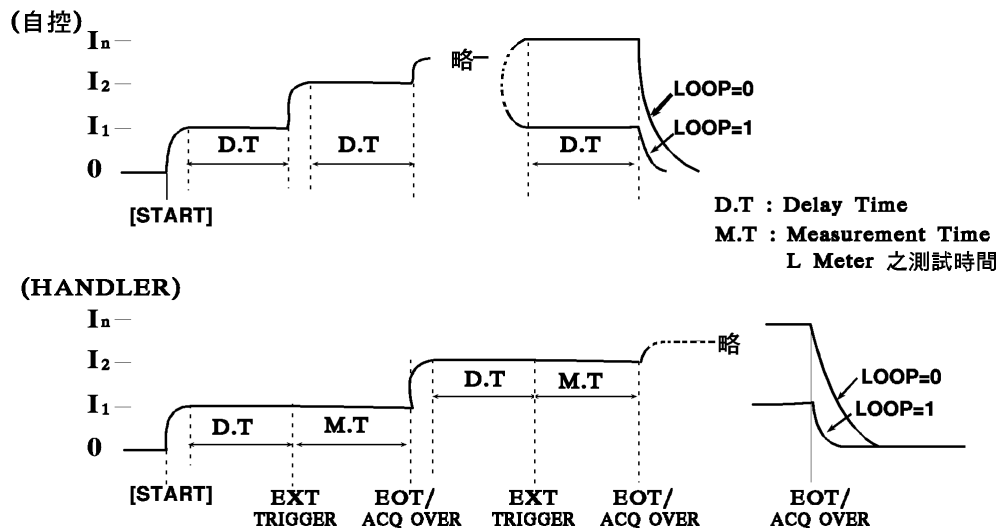 (自控)
In
I2
I1
0
略
LOOP=0
LOOP=1
D.T
D.T
D.T
[START]
D.T : Delay Time
M.T : Measurement Time
L Meter 之測試時間
(HANDLER)
In
I2
I1
0
略
LOOP=0
LOOP=1
D.T
M.T
D.T
M.T
[START]
EXT TRIGGER
EOT/ ACQ OVER
EXT TRIGGER
EOT/ ACQ OVER
EOT/ ACQ OVER